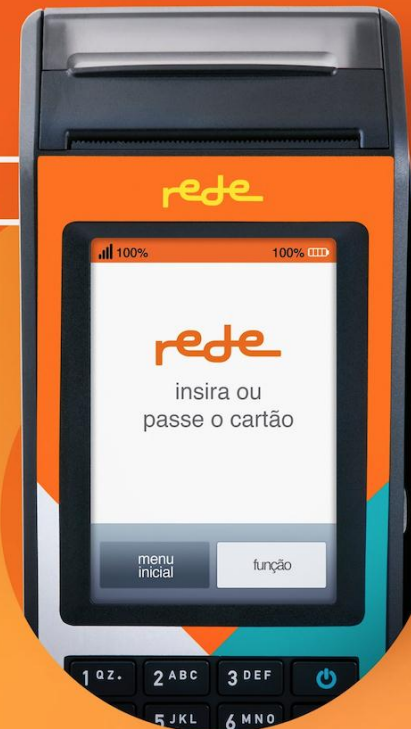 rede
100% 100%
rede
insira ou
passe o cartão
menu
inicial
função
1 QZ. 2 ABC 3 DEF
5 JKL 6 MNO